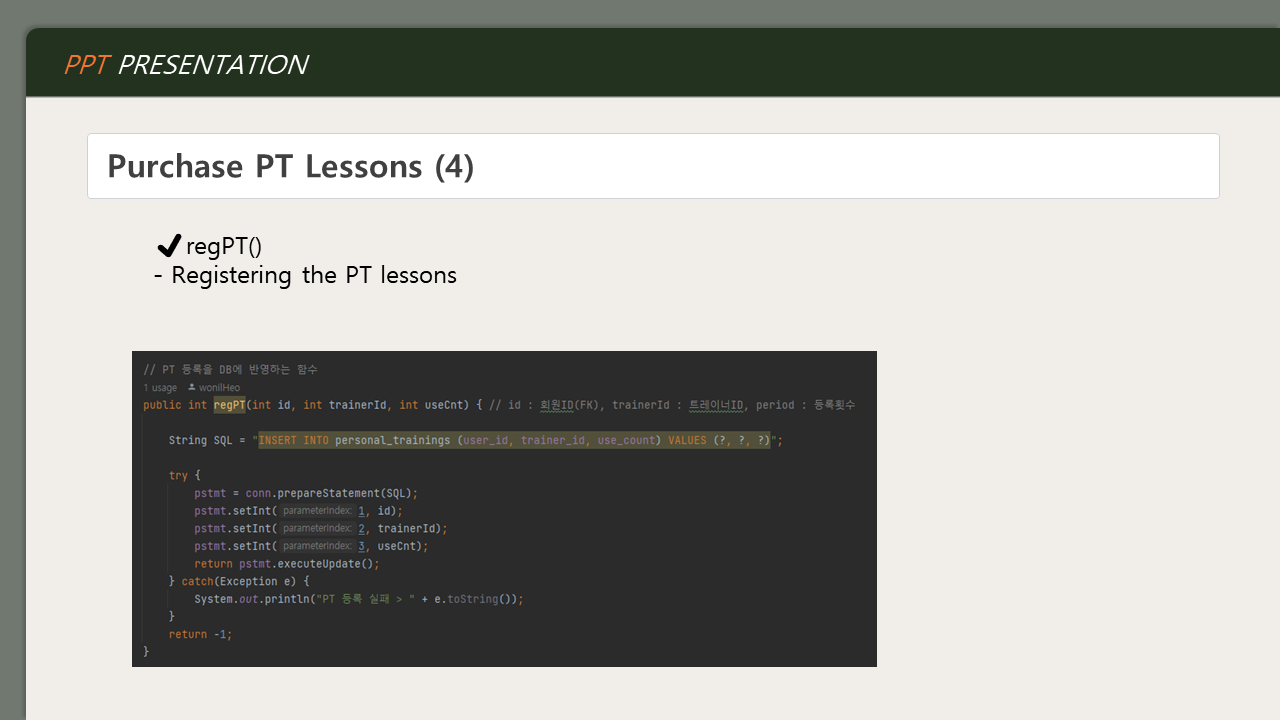 PPT PRESENTATION
Purchase PT Lessons (4)
✔ regPT()
- Registering the PT lessons
// PT 등록을 DB에 반영하는 함수
1 usage wonilHeo
public int regPT(int id, int trainerId, int useCnt) { // id : 회원ID(FK), trainerId : 트레이너ID, period : 등록횟수
String SQL = "INSERT INTO personal_trainings (user_id, trainer_id, use_count) VALUES (?, ?, ?)";
try {
pstmt = conn.prepareStatement(SQL);
pstmt.setInt( parameterIndex: 1, id);
pstmt.setInt( parameterIndex: 2, trainerId);
pstmt.setInt( parameterIndex: 3, useCnt);
return pstmt.executeUpdate();
} catch(Exception e) {
System.out.println("PT 등록 실패 > " + e.toString());
}
return -1;
}